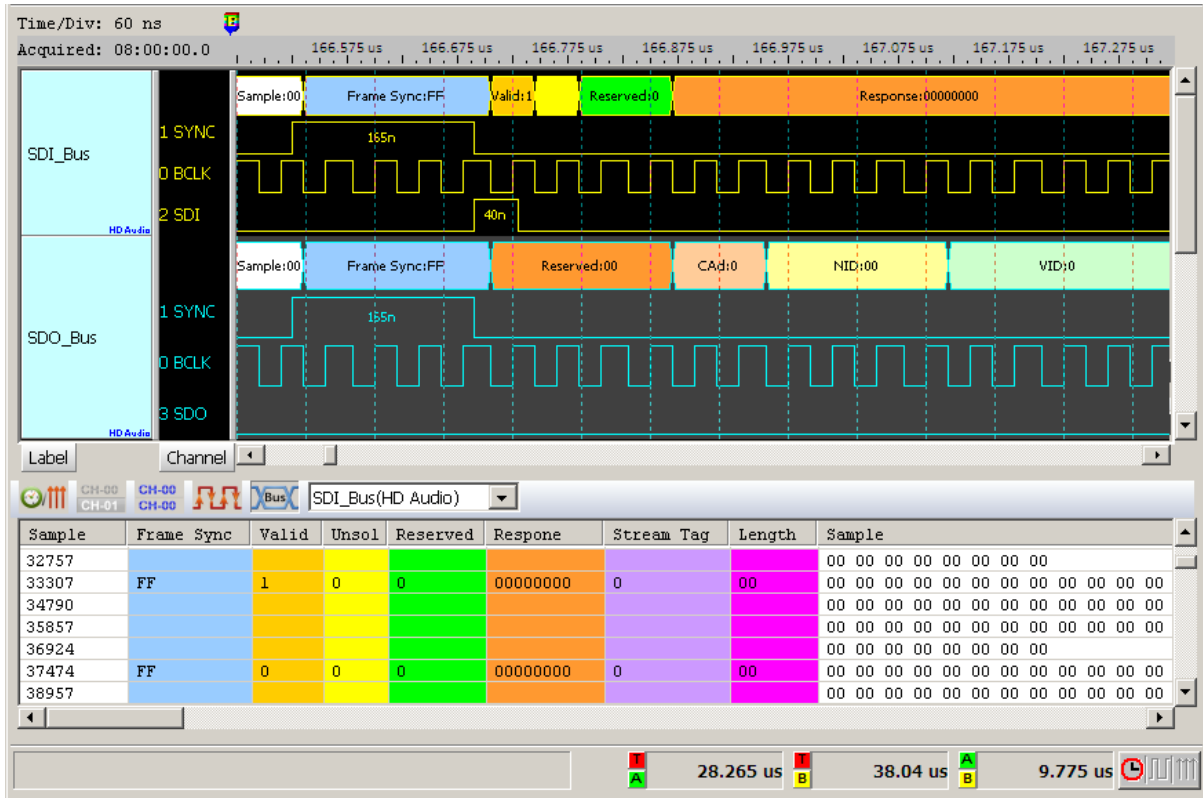 Time/Div: 60 ns
Acquired: 08:00:00.0
166.575 us 166.675 us 166.775 us 166.875 us 166.975 us 167.075 us 167.175 us 167.275 us
Sample:00 Frame Sync:FF Valid:1 Reserved:0 Response:00000000
SDI_Bus
1 SYNC
165n
0 BCLK
2 SDI
40n
HD Audio
Sample:00 Frame Sync:FF Reserved:00 CAd:0 NID:00 VID:0
SDO_Bus
1 SYNC
165n
0 BCLK
3 SDO
HD Audio
Label Channel
CH-00
CH-01
CH-00
CH-00
Bus
SDI_Bus(HD Audio)
Sample Frame Sync Valid Unsol Reserved Respone Stream Tag Length Sample
32757 00 00 00 00 00 00 00 00
33307 FF 1 0 0 00000000 0 00 00 00 00 00 00 00 00 00 00 00 00 00
34790 00 00 00 00 00 00 00 00 00 00 00 00
35857 00 00 00 00 00 00 00 00 00 00 00 00
36924 00 00 00 00 00 00 00 00
37474 FF 0 0 0 00000000 0 00 00 00 00 00 00 00 00 00 00 00 00 00
38957 00 00 00 00 00 00 00 00 00 00 00 00
T
A
28.265 us
T
B
38.04 us
A
B
9.775 us